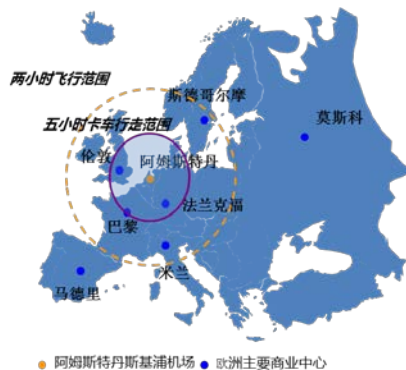 两小时飞行范围
斯德哥尔摩
莫斯科
五小时卡车行走范围
伦敦
阿姆斯特丹
法兰克福
巴黎
米兰
马德里
阿姆斯特丹斯基浦机场
欧洲主要商业中心